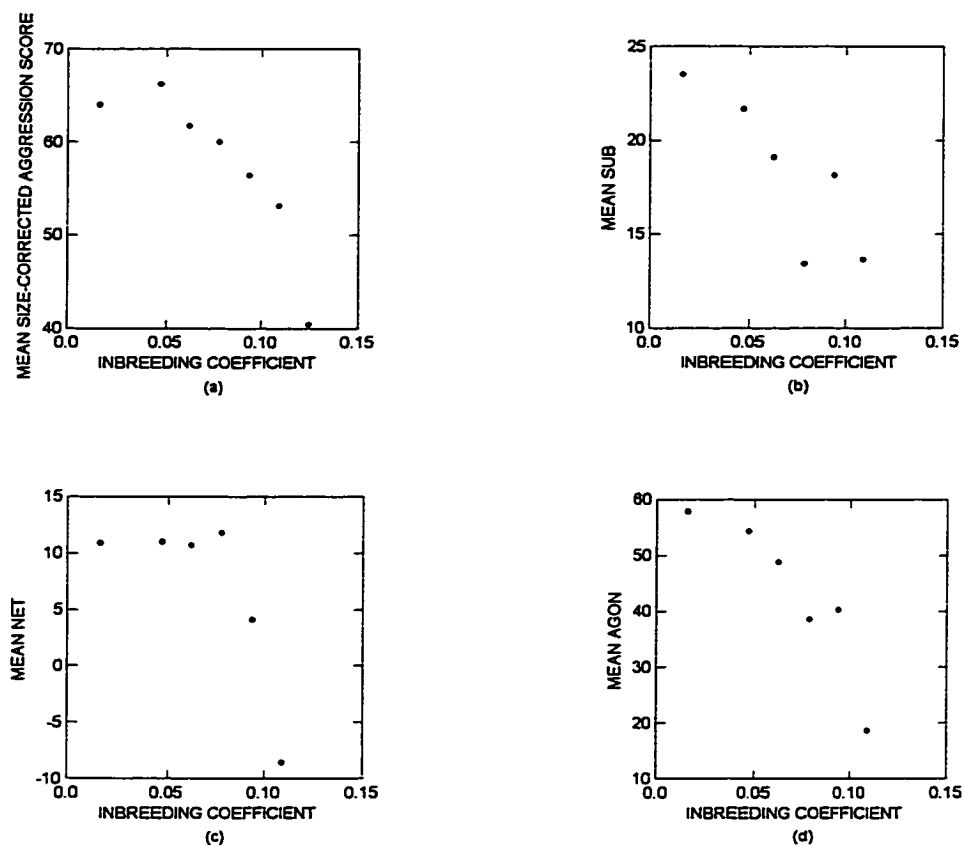 MEAN SIZE-CORRECTED AGGRESSION SCORE
70
60
50
40
0.0 0.05 0.10 0.15
INBREEDING COEFFICIENT
(a)
MEAN SUB
25
20
15
10
0.0 0.05 0.10 0.15
INBREEDING COEFFICIENT
(b)
MEAN NET
15
10
5
0
-5
-10
0.0 0.05 0.10 0.15
INBREEDING COEFFICIENT
(c)
MEAN AGON
60
50
40
30
20
10
0.0 0.05 0.10 0.15
INBREEDING COEFFICIENT
(d)